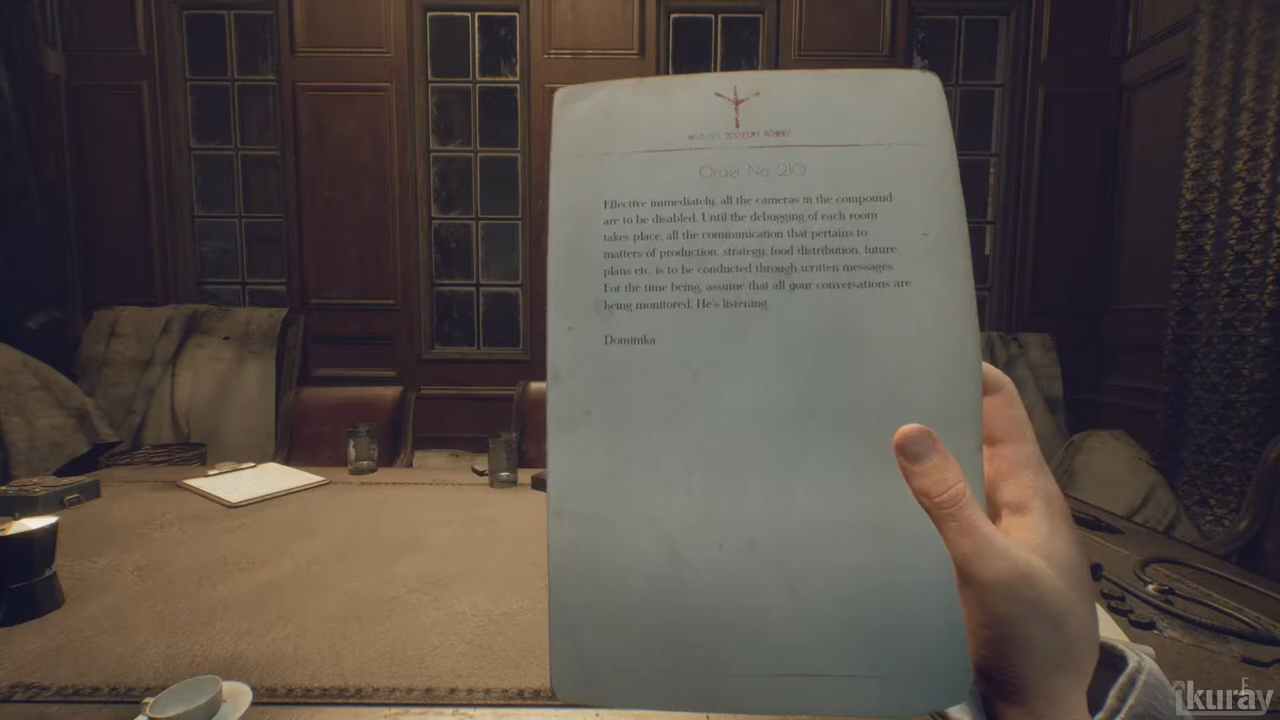 Order No. 210
Effective immediately, all the cameras in the compound
are to be disabled. Until the debugging of each room
takes place, all the communication that pertains to
matters of production, strategy, food distribution, future
plans etc. is to be conducted through written messages.
For the time being, assume that all your conversations are
being monitored. He's listening
Dominika
ikuray